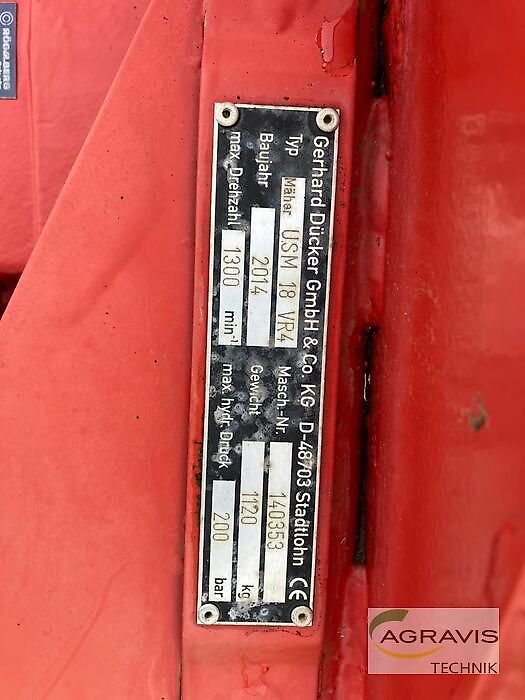 Gerhard Dücker GmbH & Co. KG D-48703 Stadtlohn CE
Typ Mäher USM 18 VR4 Masch.-Nr. 140353
Baujahr 2014 Gewicht 1120 kg
max. Drehzahl 1300 min⁻¹ max. hydr. Druck 200 bar
© RÖGELBERG
AGRAVIS
TECHNIK